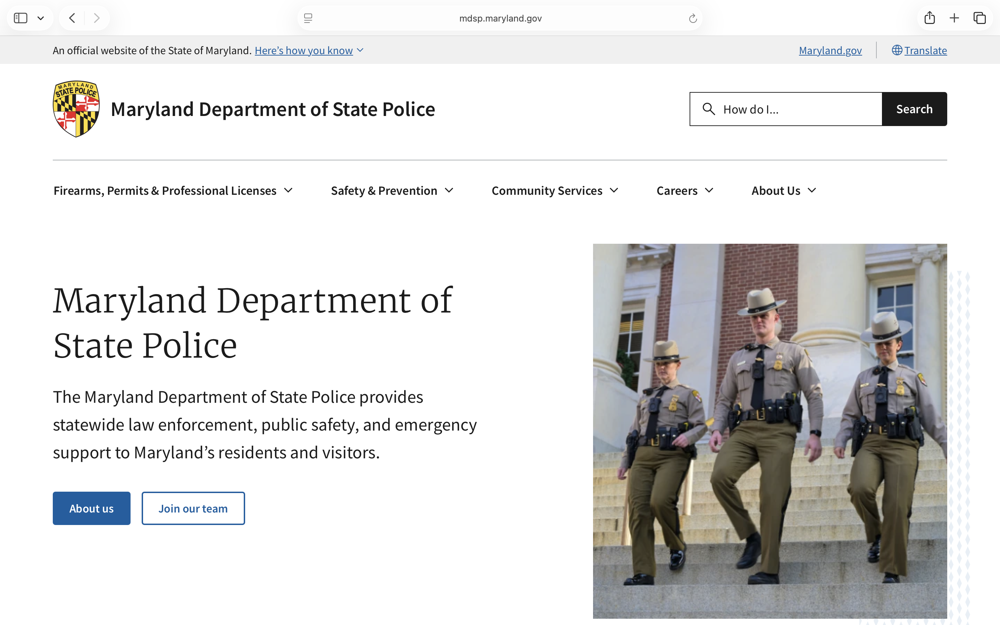 mdsp.maryland.gov
An official website of the State of Maryland. Here’s how you know
Maryland.gov
Translate
MARYLAND
STATE POLICE
Maryland Department of State Police
How do I...
Search
Firearms, Permits & Professional Licenses
Safety & Prevention
Community Services
Careers
About Us
Maryland Department of
State Police
The Maryland Department of State Police provides
statewide law enforcement, public safety, and emergency
support to Maryland’s residents and visitors.
About us
Join our team